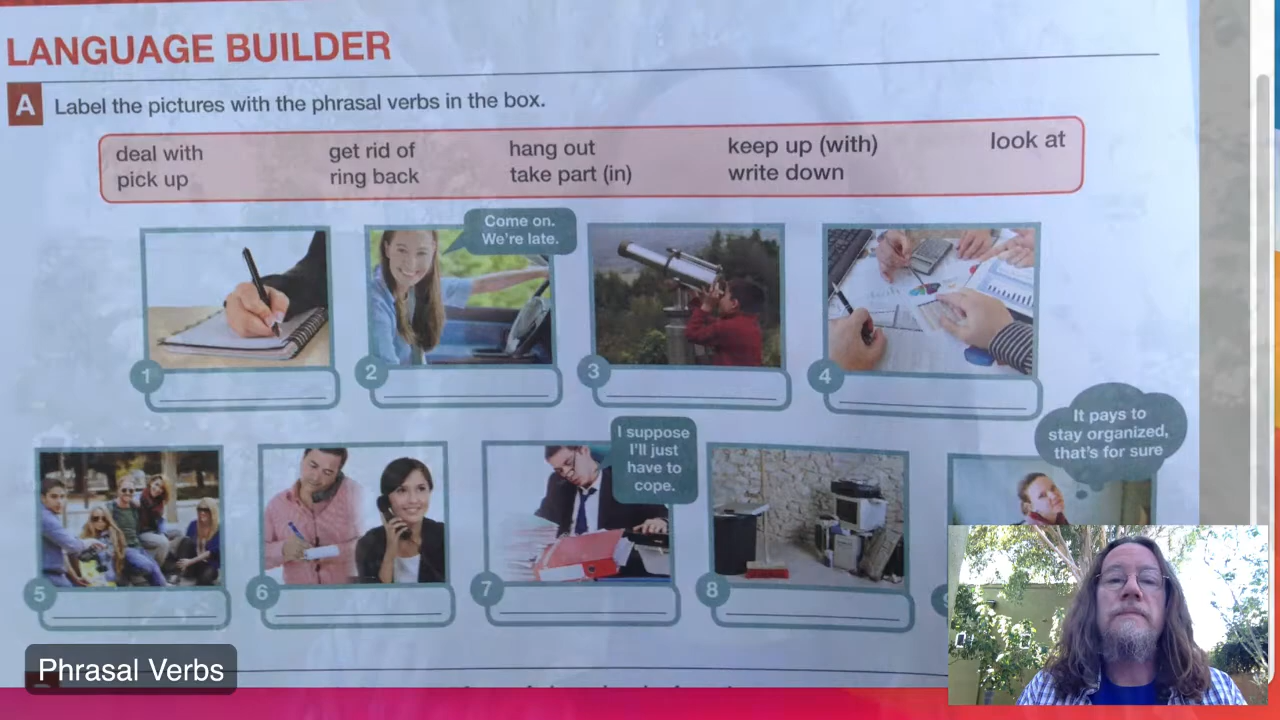 LANGUAGE BUILDER
A Label the pictures with the phrasal verbs in the box.
deal with get rid of hang out keep up (with) look at
pick up ring back take part (in) write down
Come on.
We're late.
1 2 3 4
I suppose
I'll just
have to
cope.
It pays to
stay organized,
that's for sure
5 6 7 8
Phrasal Verbs